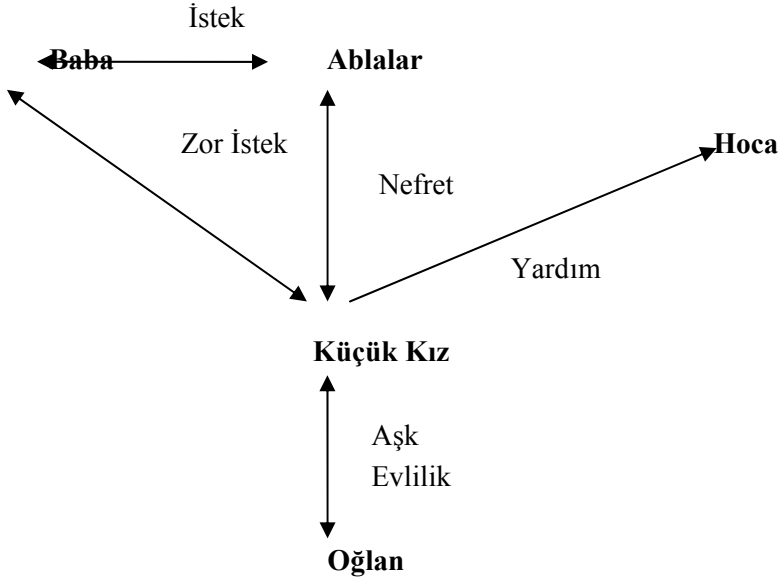 İstek
Baba
Ablalar
Zor İstek
Hoca
Nefret
Yardım
Küçük Kız
Aşk
Evlilik
Oğlan